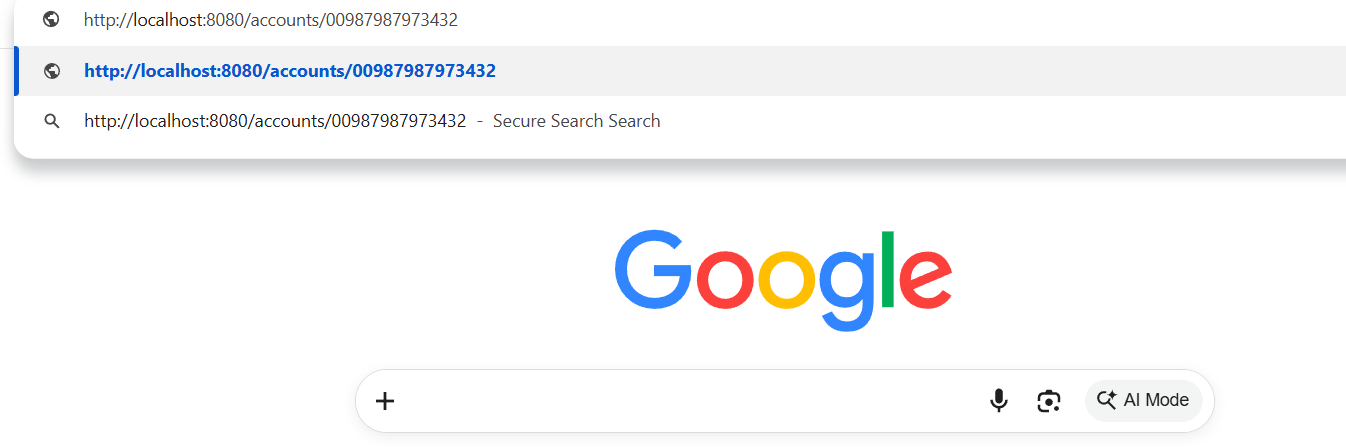 http://localhost:8080/accounts/00987987973432
http://localhost:8080/accounts/00987987973432
http://localhost:8080/accounts/00987987973432 - Secure Search Search
Google
AI Mode